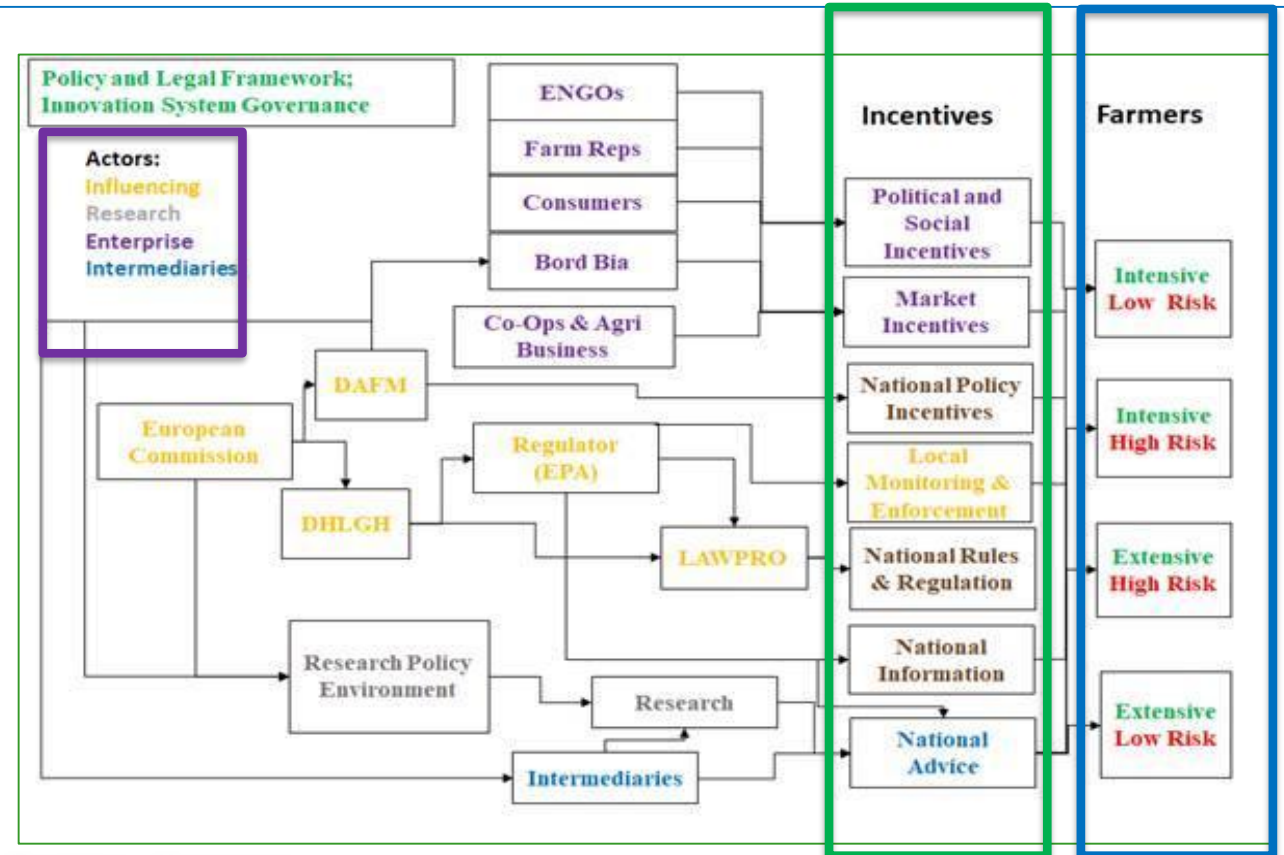 Policy and Legal Framework;
Innovation System Governance
Actors:
Influencing
Research
Enterprise
Intermediaries
ENGOs
Farm Reps
Consumers
Bord Bia
Co-Ops & Agri
Business
DAFM
European
Commission
DHLGH
Regulator
(EPA)
LAWPRO
Research Policy
Environment
Research
Intermediaries
Incentives
Political and
Social
Incentives
Market
Incentives
National Policy
Incentives
Local
Monitoring &
Enforcement
National Rules
& Regulation
National
Information
National
Advice
Farmers
Intensive
Low Risk
Intensive
High Risk
Extensive
High Risk
Extensive
Low Risk